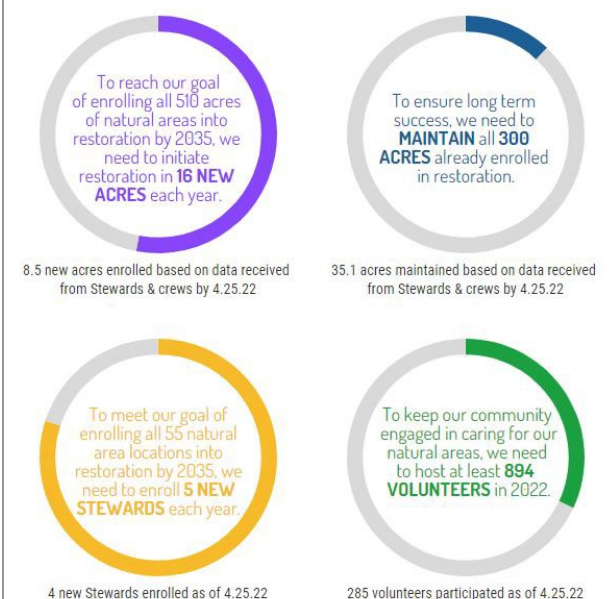 To reach our goal
of enrolling all 510 acres
of natural areas into
restoration by 2035, we
need to initiate
restoration in 16 NEW
ACRES each year.
8.5 new acres enrolled based on data received
from Stewards & crews by 4.25.22
To ensure long term
success, we need to
MAINTAIN all 300
ACRES already enrolled
in restoration.
35.1 acres maintained based on data received
from Stewards & crews by 4.25.22
To meet our goal of
enrolling all 55 natural
area locations into
restoration by 2035, we
need to enroll 5 NEW
STEWARDS each year.
4 new Stewards enrolled as of 4.25.22
To keep our community
engaged in caring for our
natural areas, we need
to host at least 894
VOLUNTEERS in 2022.
285 volunteers participated as of 4.25.22